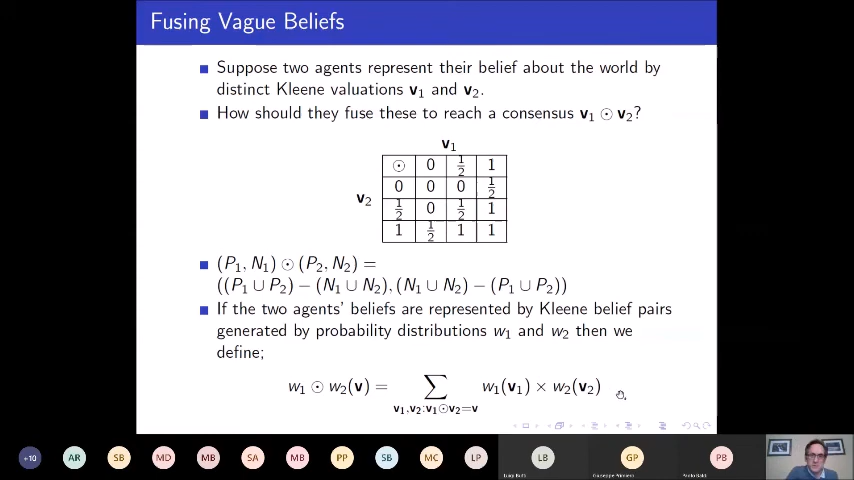 Fusing Vague Beliefs
Suppose two agents represent their belief about the world by
distinct Kleene valuations v₁ and v₂.
How should they fuse these to reach a consensus v₁ ⊙ v₂?
v₁
⊙ 0 ½ 1
0 0 0 ½
v₂
½ 0 ½ 1
1 ½ 1 1
(P₁, N₁) ⊙ (P₂, N₂) =
((P₁ ∪ P₂) − (N₁ ∪ N₂), (N₁ ∪ N₂) − (P₁ ∪ P₂))
If the two agents' beliefs are represented by Kleene belief pairs
generated by probability distributions w₁ and w₂ then we
define;
w₁ ⊙ w₂(v) = ∑ w₁(v₁) × w₂(v₂)
v₁,v₂:v₁⊙v₂=v
+10 AR SB MD MB SA MB PP SB MC LP LB GP PB
Giuseppe Primiero